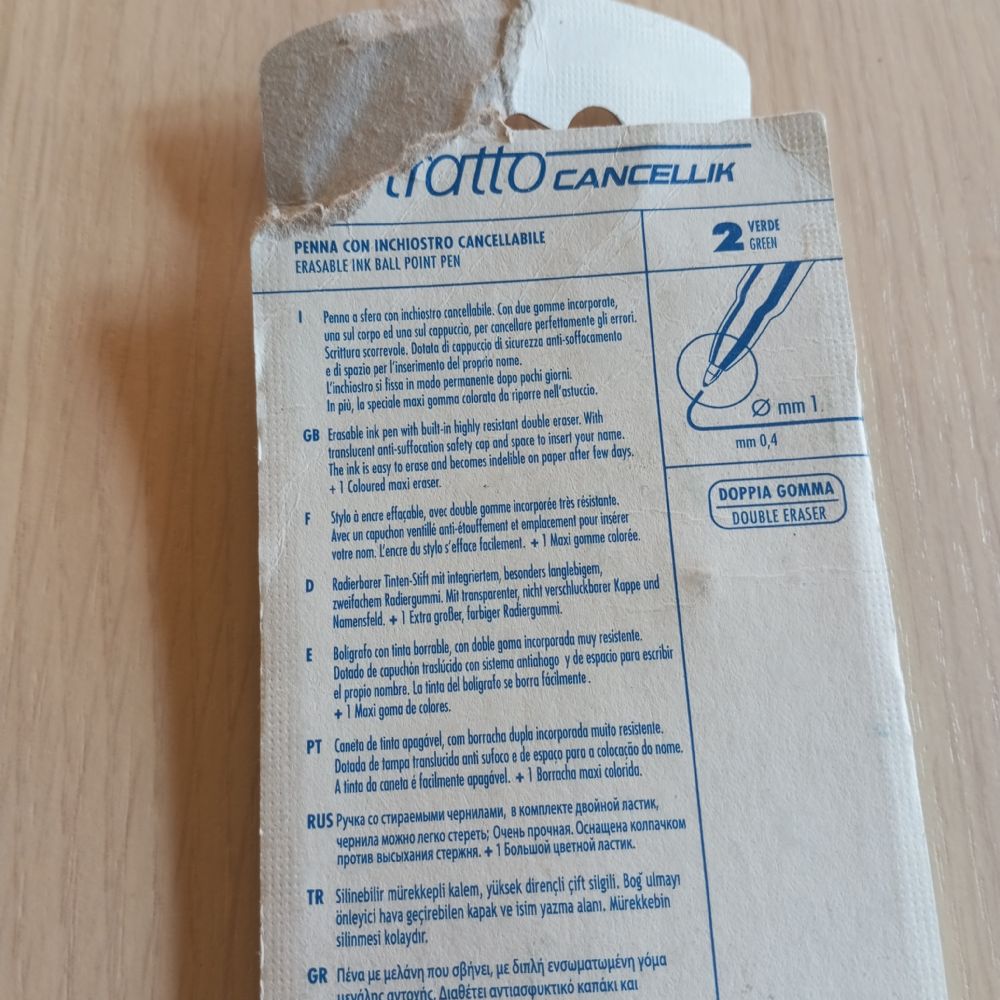 tratto CANCELLIK
PENNA CON INCHIOSTRO CANCELLABILE
ERASABLE INK BALL POINT PEN
2 VERDE
GREEN
I Penna a sfera con inchiostro cancellabile. Con due gomme incorporate,
una sul corpo ed una sul cappuccio, per cancellare perfettamente gli errori.
Scrittura scorrevole. Dotata di cappuccio di sicurezza anti-soffocamento
e di spazio per l'inserimento del proprio nome.
L'inchiostro si fissa in modo permanente dopo pochi giorni.
In più, la speciale maxi gomma colorata da riporre nell'astuccio.
GB Erasable ink pen with built-in highly resistant double eraser. With
translucent anti-suffocration safety cap and space to insert your name.
The ink is easy to erase and becomes indelible on paper after few days.
+ 1 Coloured maxi eraser.
F Stylo à encre effaçable, avec double gomme incorporée très résistante.
Avec un capuchon ventillé anti-étouffement et emplacement pour insérer
votre nom. L'encre du stylo s'efface facilement. + 1 Maxi gomme colorée.
D Radierbarer Tinten-Stift mit integriertem, besonders langlebigem,
zweifachem Radiergummi. Mit transparenter, nicht verschluckbarer Kappe und
Namensfeld. + 1 Extra großer, farbiger Radiergummi.
E Boligrafo con tinta borrable, con doble goma incorporada muy resistente.
Dotado de capuchón traslúcido con sistema antiahogo y de espacio para escribir
el propio nombre. La tinta del boligrafo se borra fácilmente.
+ 1 Maxi goma de colores.
PT Caneta de tinta apagável, com borracha dupla incorporada muito resistente.
Dotada de tampa translucida anti sufoco e de espaço para a colocação do nome.
A tinta da caneta é facilmente apagável. + 1 Borracha maxi colorida.
RUS Ручка со стираемыми чернилами, в комплекте двойной ластик,
чернила можно легко стереть; Очень прочная. Оснащена колпачком
против высыхания стержня. + 1 Большой цветной ластик.
TR Silinebilir mürekkepli kalem, yüksek dirençli çift silgili. Boğ ulmayı
önleyici hava geçirebilen kapak ve isim yazma alanı. Mürekkebin
silinmesi kolaydır.
GR Πένα με μελάνη που σβήνει, με διπλή ενσωματωμένη γόμα
μεγάλης αντοχής. Διαθέτει αντιασφυκτικό καπάκι και
Ø mm 1
mm 0,4
DOPPIA GOMMA
DOUBLE ERASER